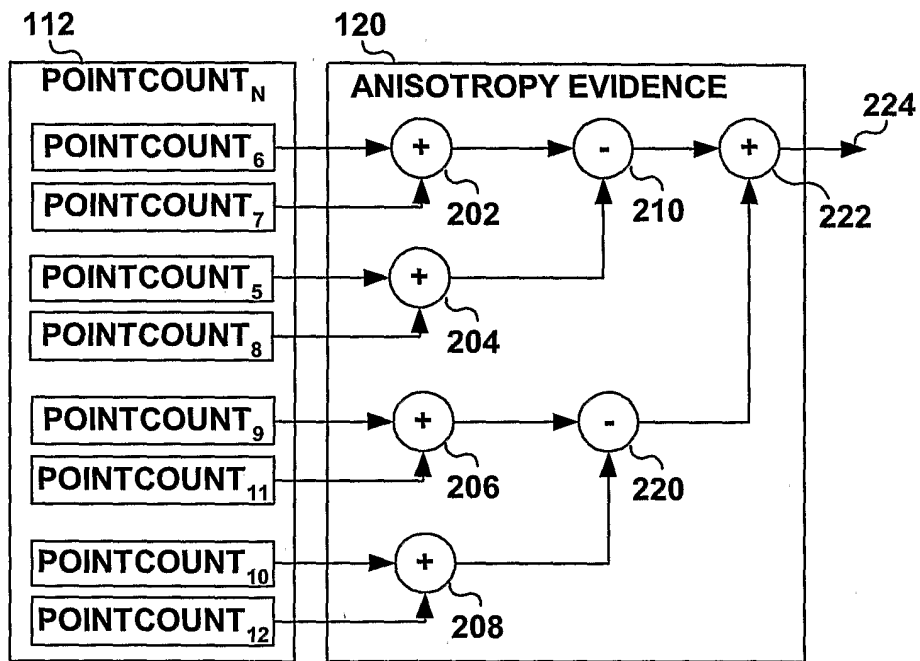 112
120
POINTCOUNT_N
ANISOTROPY EVIDENCE
224
POINTCOUNT_6
+
-
+
POINTCOUNT_7
202
210
222
POINTCOUNT_5
+
POINTCOUNT_8
204
POINTCOUNT_9
+
-
POINTCOUNT_11
206
220
POINTCOUNT_10
+
POINTCOUNT_12
208